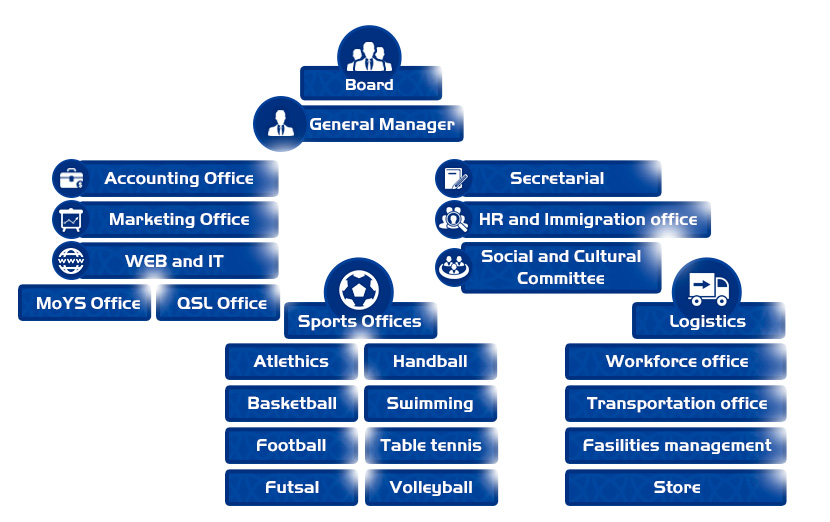 Board
General Manager
Accounting Office
Marketing Office
WEB and IT
MoYS Office
QSL Office
Secretarial
HR and Immigration office
Social and Cultural
Committee
Sports Offices
Atlethics
Handball
Basketball
Swimming
Football
Table tennis
Futsal
Volleyball
Logistics
Workforce office
Transportation office
Fasilities management
Store